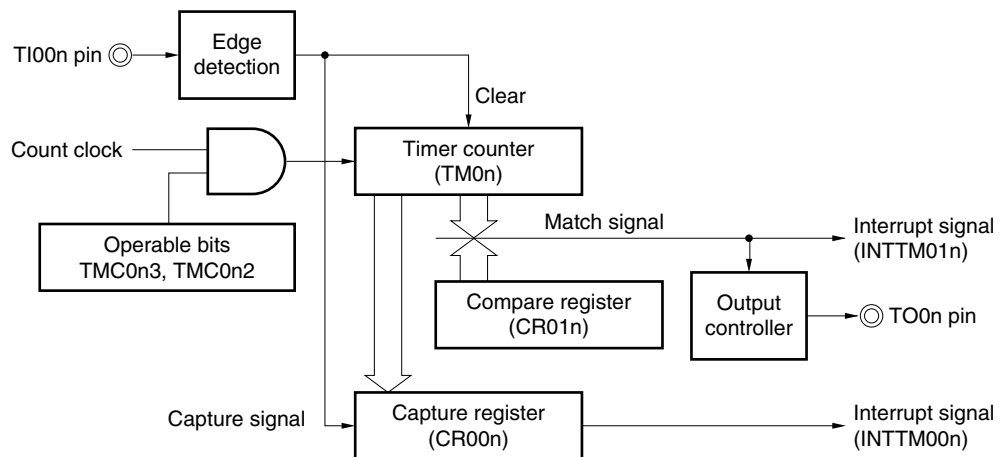 TI00n pin
Edge
detection
Clear
Count clock
Timer counter
(TM0n)
Operable bits
TMC0n3, TMC0n2
Match signal
Interrupt signal
(INTTM01n)
Compare register
(CR01n)
Output
controller
TO0n pin
Capture signal
Capture register
(CR00n)
Interrupt signal
(INTTM00n)